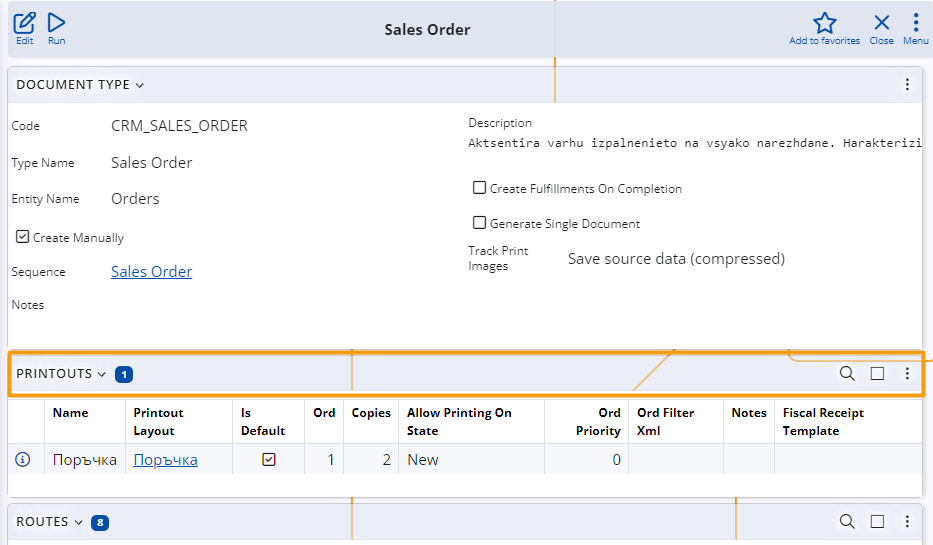 Sales Order
Edit Run Add to favorites Close Menu
DOCUMENT TYPE
Code CRM_SALES_ORDER
Type Name Sales Order
Entity Name Orders
Create Manually
Sequence Sales Order
Notes
Description
Aktsentira varhu izpalnenieto na vsyako narezhdane. Harakterizi
Create Fulfillments On Completion
Generate Single Document
Track Print
Images
Save source data (compressed)
PRINTOUTS 1
Name Printout Layout Is Default Ord Copies Allow Printing On State Ord Priority Ord Filter Xml Notes Fiscal Receipt Template
Поръчка Поръчка 1 2 New 0
ROUTES 8